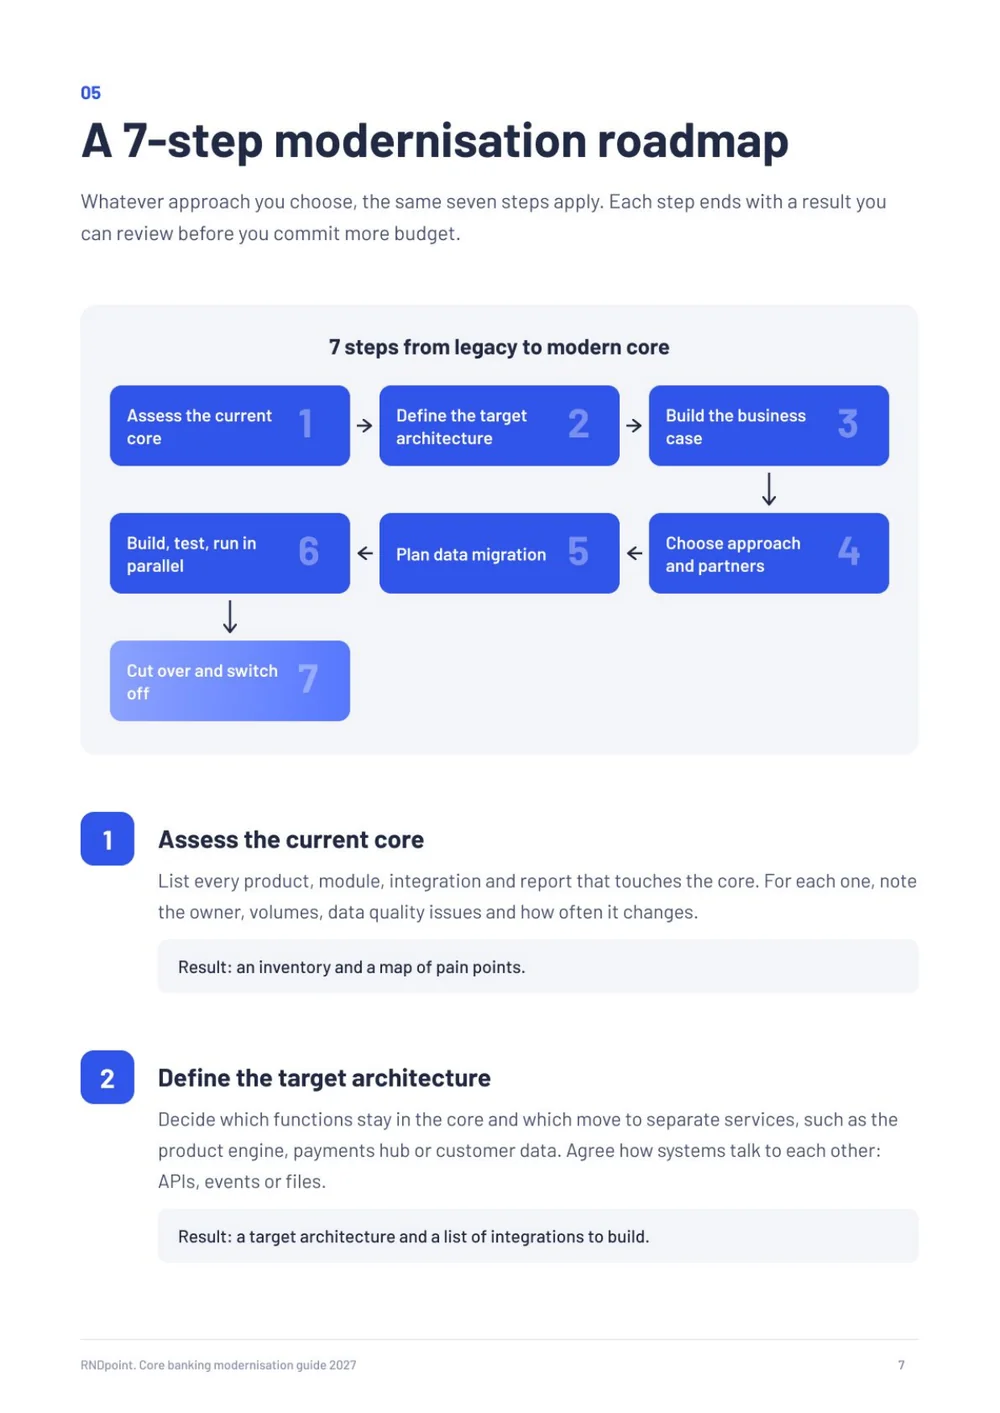 05
A 7-step modernisation roadmap
Whatever approach you choose, the same seven steps apply. Each step ends with a result you
can review before you commit more budget.
7 steps from legacy to modern core
Assess the current
core
1
Define the target
architecture
2
Build the business
case
3
Build, test, run in
parallel
6
Plan data migration
5
Choose approach
and partners
4
Cut over and switch
off
7
1
Assess the current core
List every product, module, integration and report that touches the core. For each one, note
the owner, volumes, data quality issues and how often it changes.
Result: an inventory and a map of pain points.
2
Define the target architecture
Decide which functions stay in the core and which move to separate services, such as the
product engine, payments hub or customer data. Agree how systems talk to each other:
APIs, events or files.
Result: a target architecture and a list of integrations to build.
RNDpoint. Core banking modernisation guide 2027
7